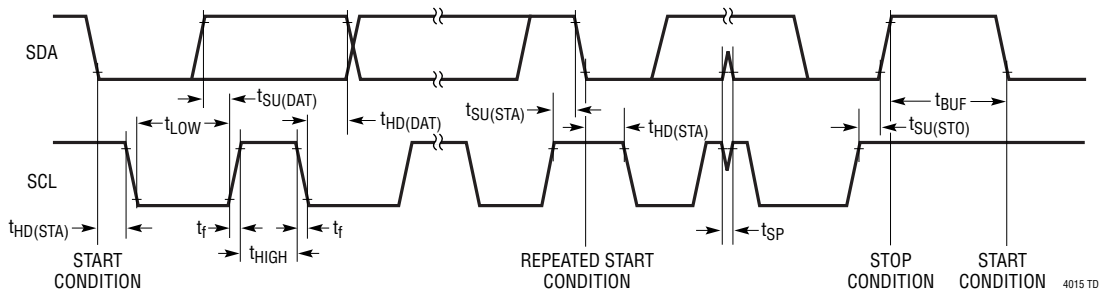 SDA
tSU(DAT)
tLOW
tHD(DAT)
tSU(STA)
tHD(STA)
tBUF
tSU(STO)
SCL
tHD(STA)
tf
tHIGH
tf
tSP
START
CONDITION
REPEATED START
CONDITION
STOP
CONDITION
START
CONDITION
4015 TD